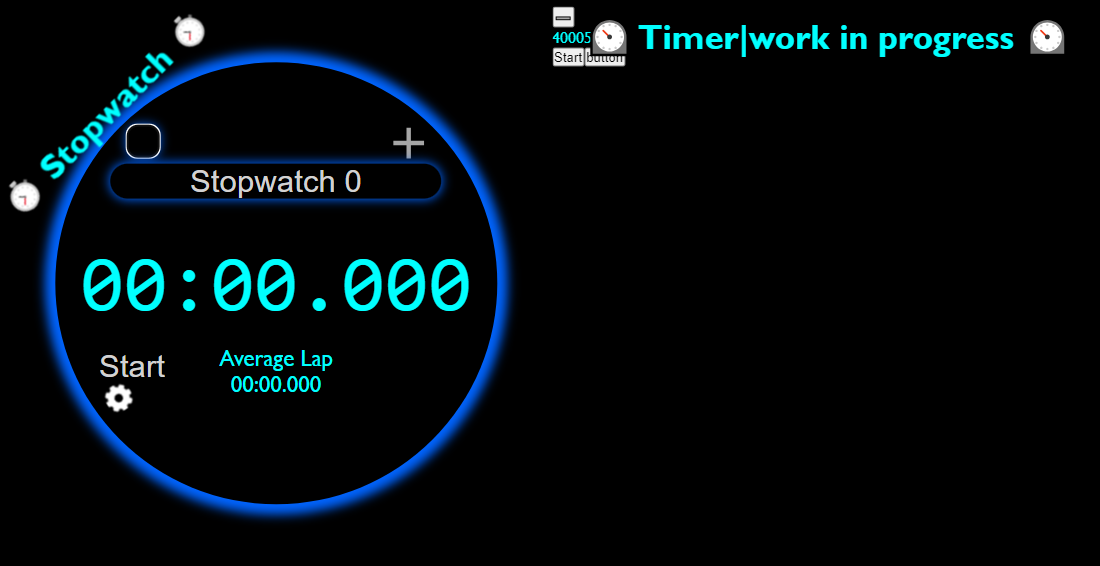 Stopwatch
Stopwatch 0
00:00.000
Start
Average Lap
00:00.000
Timer|work in progress
40005
Start button